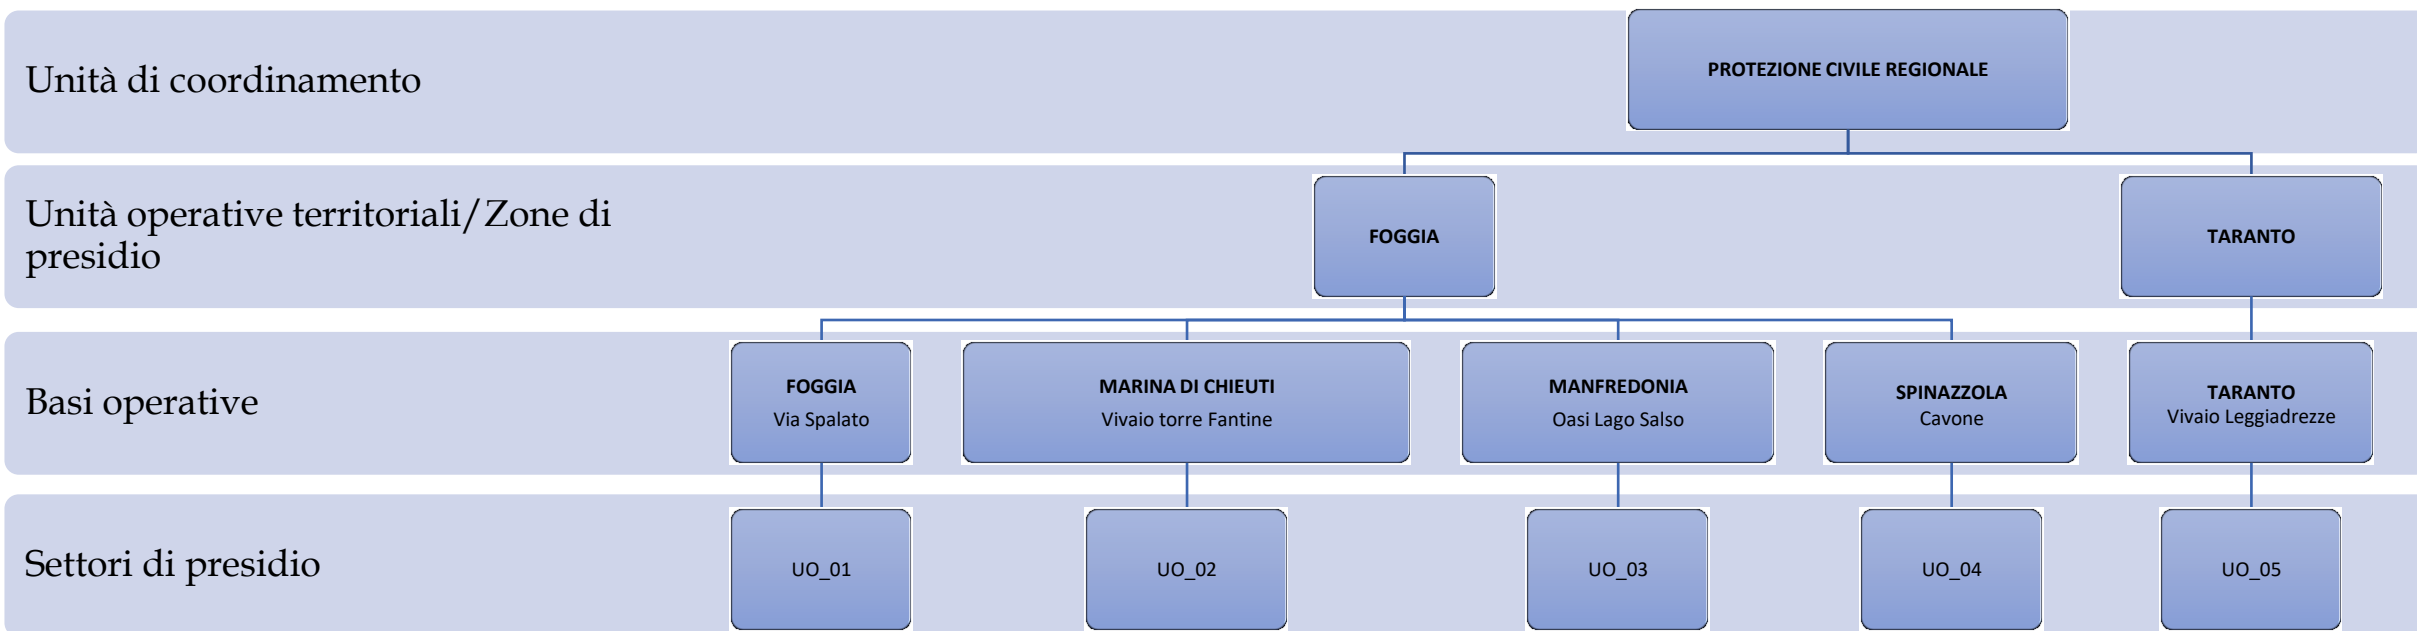 Unità di coordinamento
PROTEZIONE CIVILE REGIONALE
Unità operative territoriali/Zone di
presidio
FOGGIA
TARANTO
Basi operative
FOGGIA
Via Spalato
MARINA DI CHIEUTI
Vivaio torre Fantine
MANFREDONIA
Oasi Lago Salso
SPINAZZOLA
Cavone
TARANTO
Vivaio Leggiadrezze
Settori di presidio
UO_01
UO_02
UO_03
UO_04
UO_05